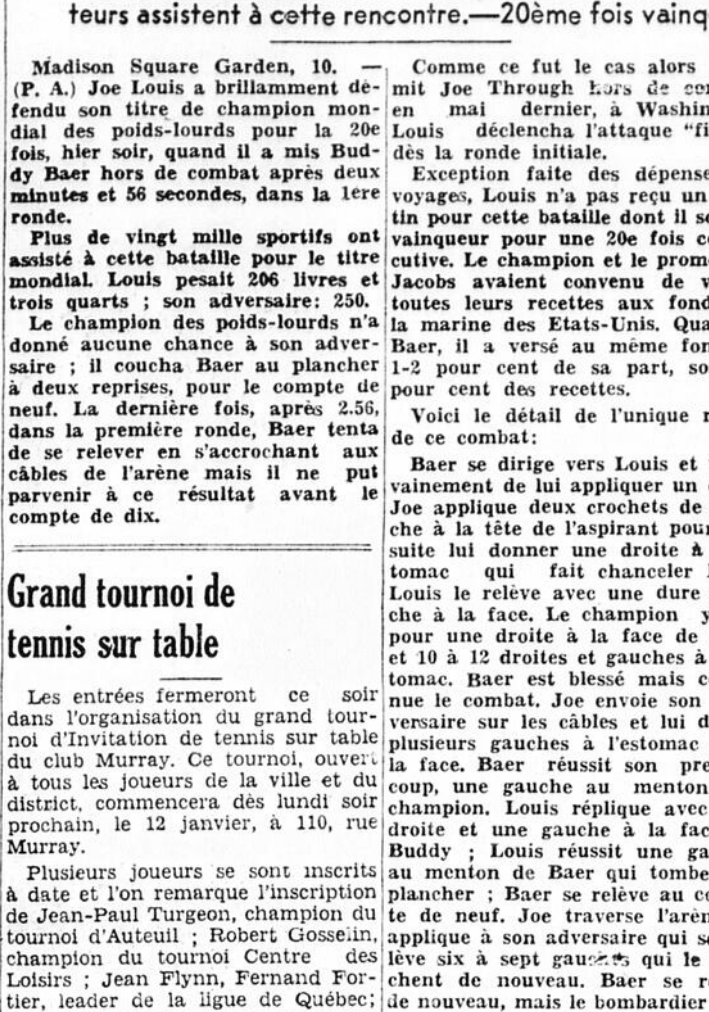 teurs assistent à cette rencontre.—20ème fois vainq
Madison Square Garden, 10. —
(P. A.) Joe Louis a brillamment dé-
fendu son titre de champion mon-
dial des poids-lourds pour la 20e
fois, hier soir, quand il a mis Bud-
dy Baer hors de combat après deux
minutes et 56 secondes, dans la 1ère
ronde.
Plus de vingt mille sportifs ont
assisté à cette bataille pour le titre
mondial. Louis pesait 206 livres et
trois quarts ; son adversaire: 250.
Le champion des poids-lourds n'a
donné aucune chance à son adver-
saire ; il coucha Baer au plancher
à deux reprises, pour le compte de
neuf. La dernière fois, après 2.56,
dans la première ronde, Baer tenta
de se relever en s'accrochant aux
câbles de l'arène mais il ne put
parvenir à ce résultat avant le
compte de dix.
Grand tournoi de
tennis sur table
Les entrées fermeront ce soir
dans l'organisation du grand tour-
noi d'Invitation de tennis sur table
du club Murray. Ce tournoi, ouvert
à tous les joueurs de la ville et du
district, commencera dès lundi soir
prochain, le 12 janvier, à 110, rue
Murray.
Plusieurs joueurs se sont inscrits
à date et l'on remarque l'inscription
de Jean-Paul Turgeon, champion du
tournoi d'Auteuil ; Robert Gosselin,
champion du tournoi Centre des
Loisirs ; Jean Flynn, Fernand For-
tier, leader de la ligue de Québec;
Comme ce fut le cas alors
mit Joe Through hors de co
en mai dernier, à Washin
Louis déclencha l'attaque "fi
dès la ronde initiale.
Exception faite des dépense
voyages, Louis n'a pas reçu un
tin pour cette bataille dont il so
vainqueur pour une 20e fois co
cutive. Le champion et le prom
Jacobs avaient convenu de v
toutes leurs recettes aux fond
la marine des Etats-Unis. Qua
Baer, il a versé au même fon
1-2 pour cent de sa part, so
pour cent des recettes.
Voici le détail de l'unique r
de ce combat:
Baer se dirige vers Louis et
vainement de lui appliquer un
Joe applique deux crochets de
che à la tête de l'aspirant pour
suite lui donner une droite à
tomac qui fait chanceler
Louis le relève avec une dure
che à la face. Le champion y
pour une droite à la face de
et 10 à 12 droites et gauches à
tomac. Baer est blessé mais co
nue le combat. Joe envoie son
versaire sur les câbles et lui d
plusieurs gauches à l'estomac
la face. Baer réussit son pre
coup, une gauche au menton
champion. Louis réplique avec
droite et une gauche à la fac
Buddy ; Louis réussit une ga
au menton de Baer qui tombe
plancher ; Baer se relève au co
te de neuf. Joe traverse l'arèn
applique à son adversaire qui s
lève six à sept qui le
chent de nouveau. Baer se r
de nouveau, mais le bombardier